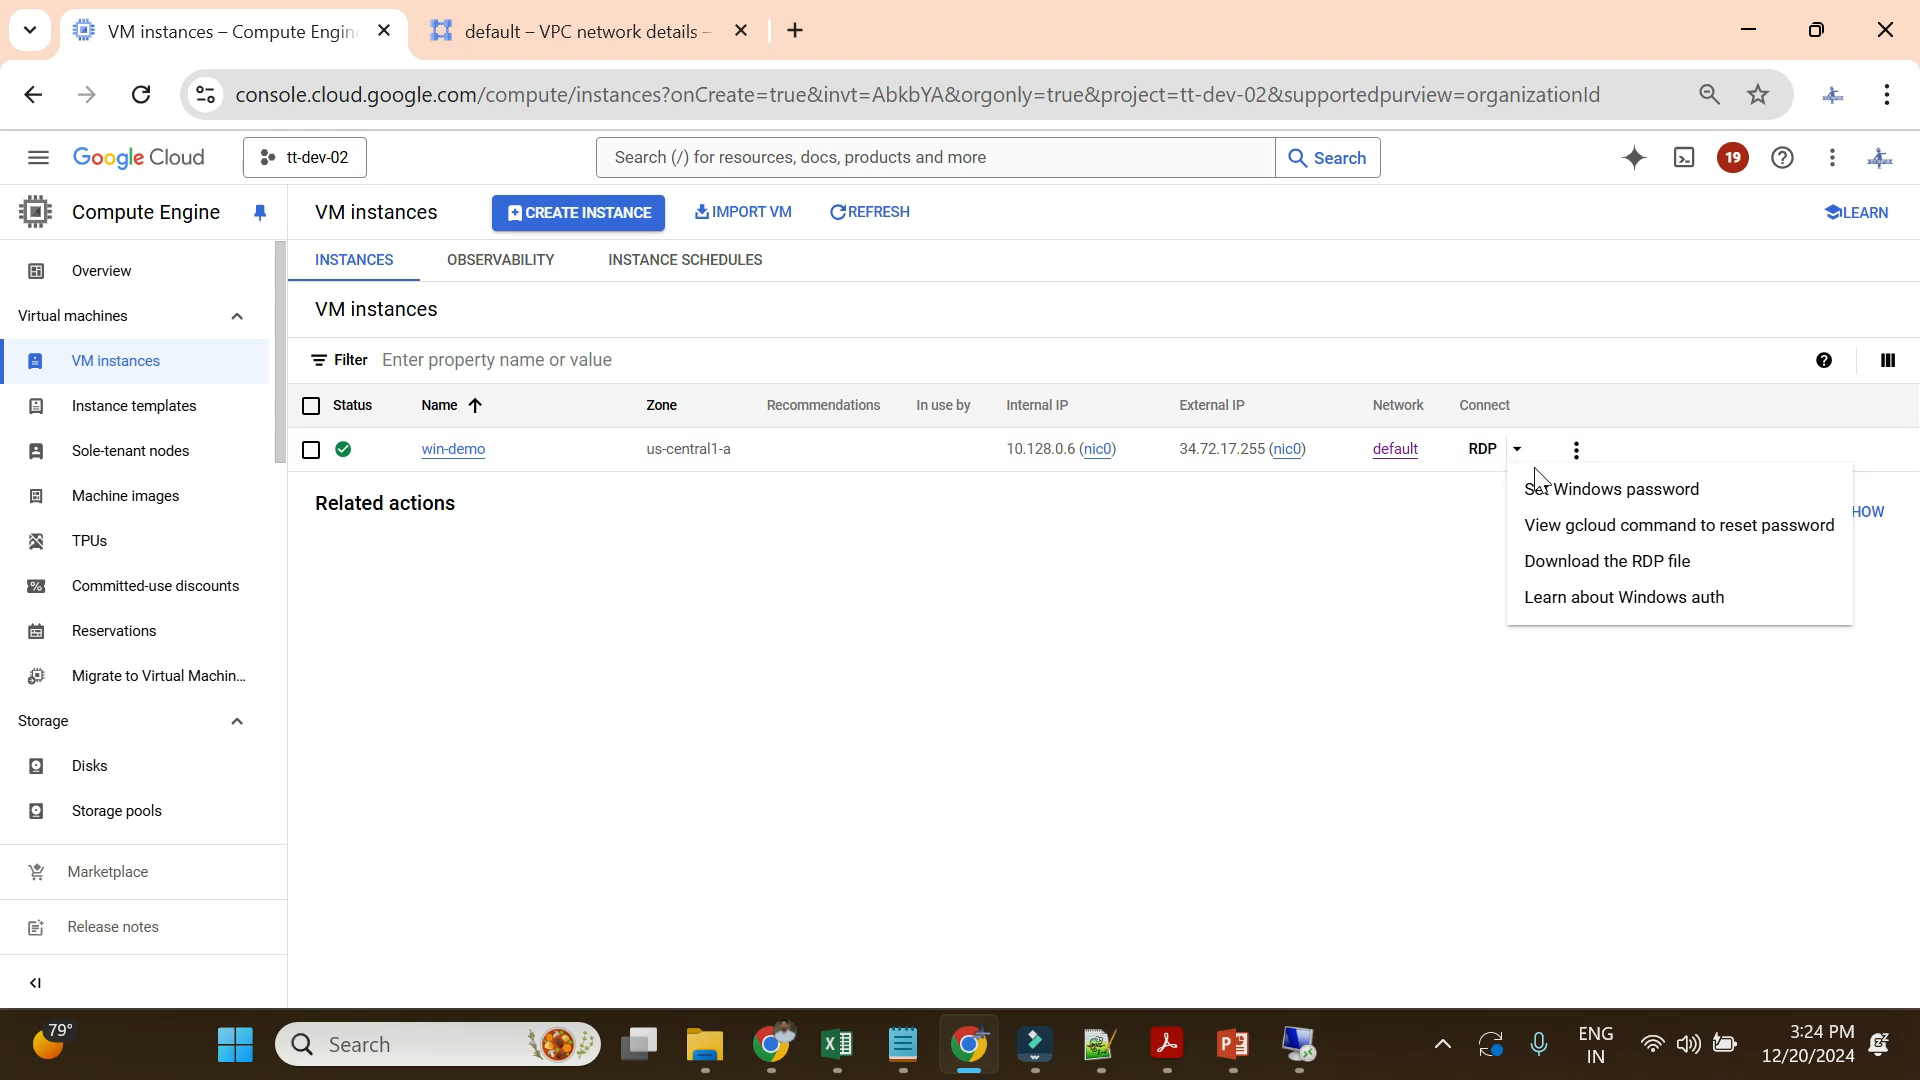 VM instances – Compute Engin
default – VPC network details –
console.cloud.google.com/compute/instances?onCreate=true&invt=AbkbYA&orgonly=true&project=tt-dev-02&supportedpurview=organizationId
Google Cloud
tt-dev-02
Search (/) for resources, docs, products and more
Search
19
Compute Engine
VM instances
CREATE INSTANCE
IMPORT VM
REFRESH
LEARN
Overview
Virtual machines
VM instances
Instance templates
Sole-tenant nodes
Machine images
TPUs
Committed-use discounts
Reservations
Migrate to Virtual Machin...
Storage
Disks
Storage pools
Marketplace
Release notes
INSTANCES OBSERVABILITY INSTANCE SCHEDULES
VM instances
Filter Enter property name or value
Status Name Zone Recommendations In use by Internal IP External IP Network Connect
win-demo us-central1-a 10.128.0.6 (nic0) 34.72.17.255 (nic0) default RDP
Related actions
HOW
Set Windows password
View gcloud command to reset password
Download the RDP file
Learn about Windows auth
79°
Search
ENG
IN
3:24 PM
12/20/2024